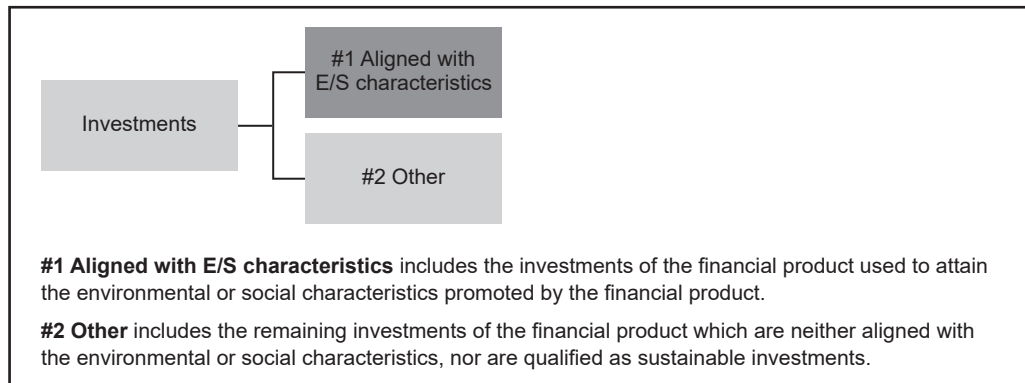 #1 Aligned with
E/S characteristics
Investments
#2 Other
#1 Aligned with E/S characteristics includes the investments of the financial product used to attain
the environmental or social characteristics promoted by the financial product.
#2 Other includes the remaining investments of the financial product which are neither aligned with
the environmental or social characteristics, nor are qualified as sustainable investments.